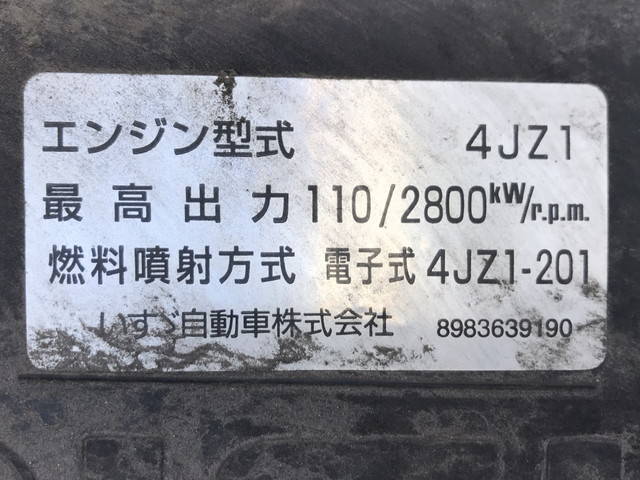 エンジン型式 4JZ1
最高出力 110/2800kW/r.p.m.
燃料噴射方式 電子式 4JZ1-201
いすゞ自動車株式会社 8983639190